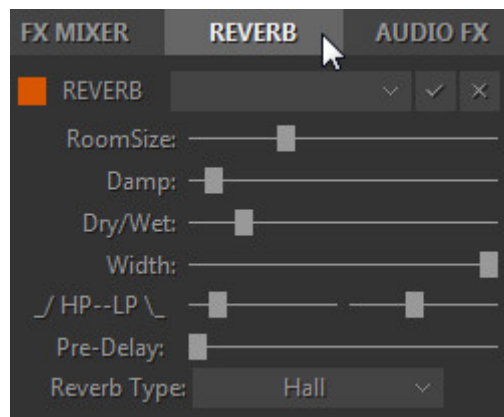 FX MIXER REVERB AUDIO FX
REVERB
RoomSize:
Damp:
Dry/Wet:
Width:
_/ HP--LP \_
Pre-Delay:
Reverb Type: Hall